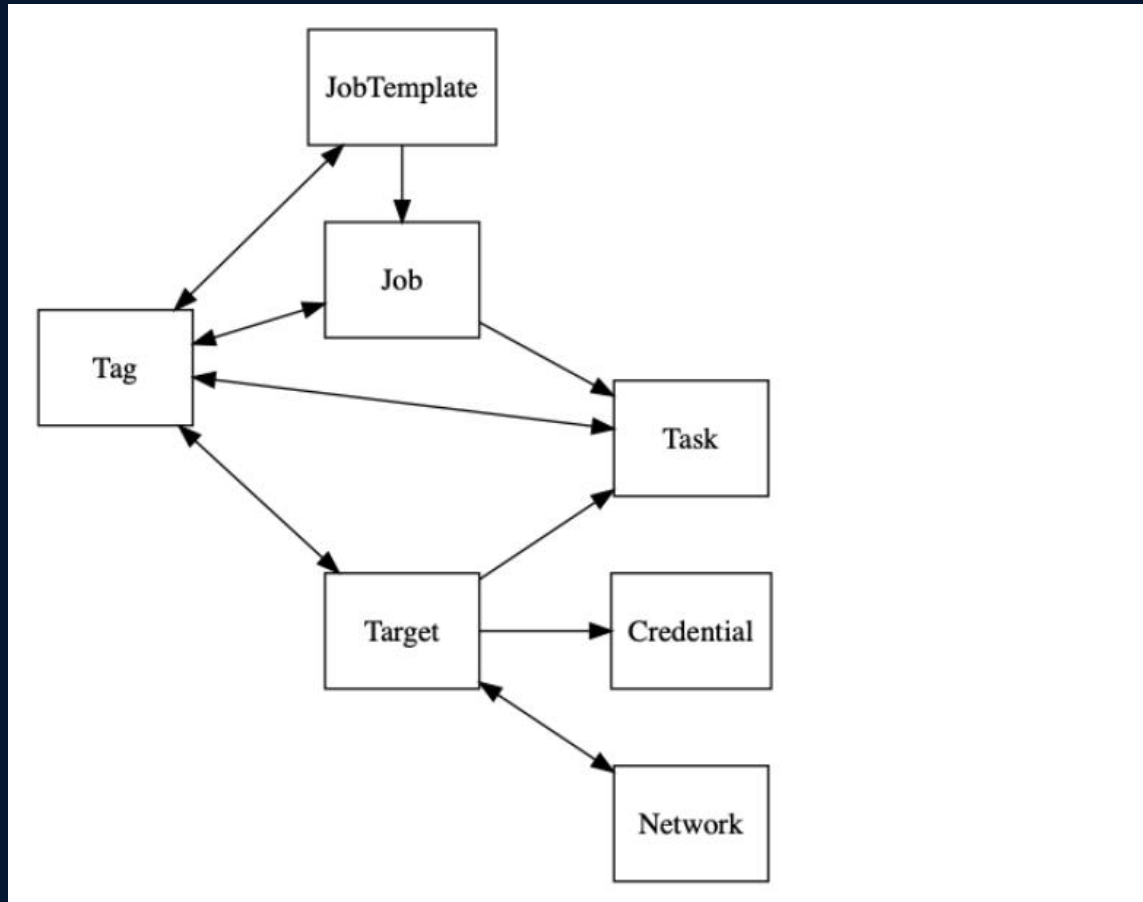 JobTemplate
Job
Tag
Task
Target
Credential
Network